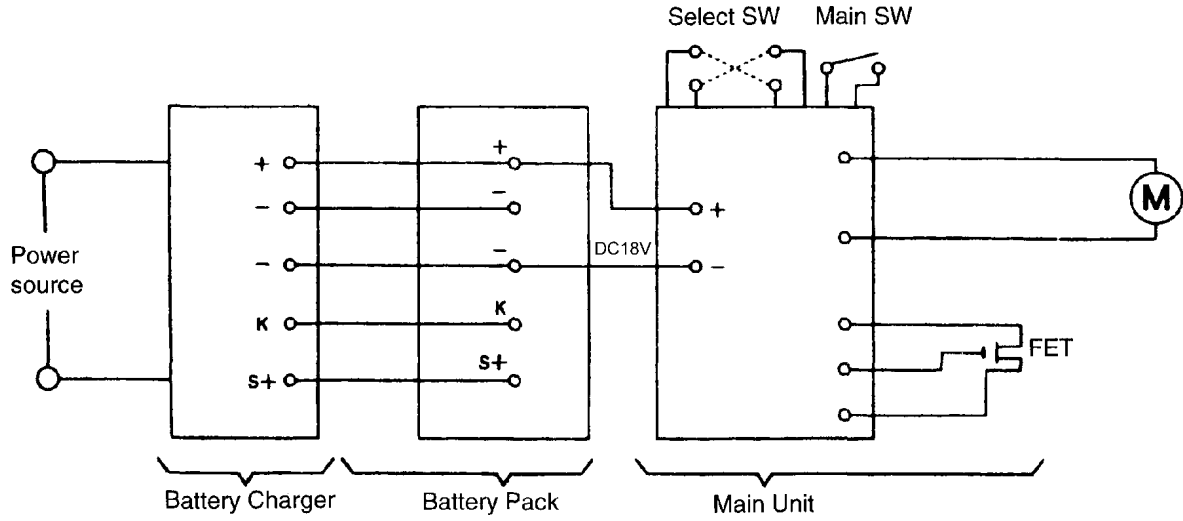 Select SW
Main SW
Power
source
+
−
−
K
S+
+
−
−
K
S+
DC18V
+
−
M
FET
Battery Charger
Battery Pack
Main Unit